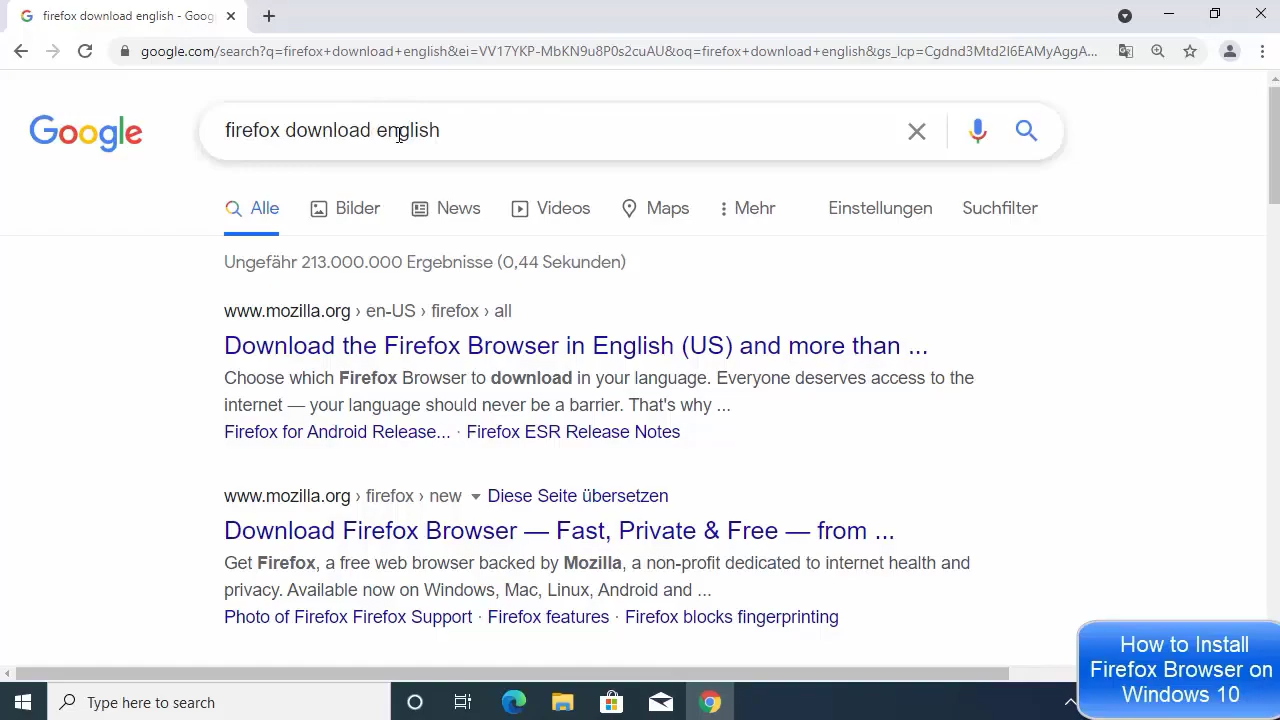 firefox download english - Goog
google.com/search?q=firefox+download+english&ei=VV17YKP-MbKN9u8P0s2cuAU&oq=firefox+download+english&gs_lcp=Cgdnd3Mtd2l6EAMyAggA...
Google
firefox download english
Alle Bilder News Videos Maps Mehr Einstellungen Suchfilter
Ungefähr 213.000.000 Ergebnisse (0,44 Sekunden)
www.mozilla.org › en-US › firefox › all
Download the Firefox Browser in English (US) and more than ...
Choose which Firefox Browser to download in your language. Everyone deserves access to the
internet — your language should never be a barrier. That's why ...
Firefox for Android Release... · Firefox ESR Release Notes
www.mozilla.org › firefox › new Diese Seite übersetzen
Download Firefox Browser — Fast, Private & Free — from ...
Get Firefox, a free web browser backed by Mozilla, a non-profit dedicated to internet health and
privacy. Available now on Windows, Mac, Linux, Android and ...
Photo of Firefox Firefox Support · Firefox features · Firefox blocks fingerprinting
How to Install
Firefox Browser on
Windows 10
Type here to search